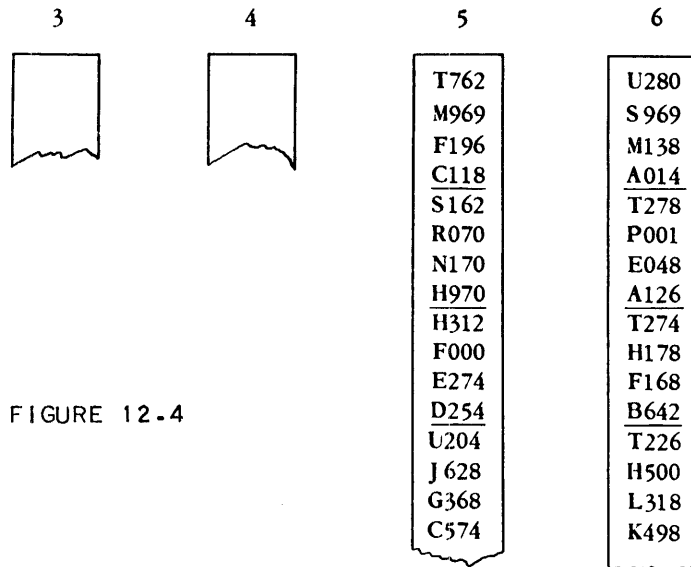 3 4 5 6
T762 U280
M969 S969
F196 M138
C118 A014
S162 T278
R070 P001
N170 E048
H970 A126
H312 T274
F000 H178
E274 F168
FIGURE 12.4 D254 B642
U204 T226
J628 H500
G368 L318
C574 K498